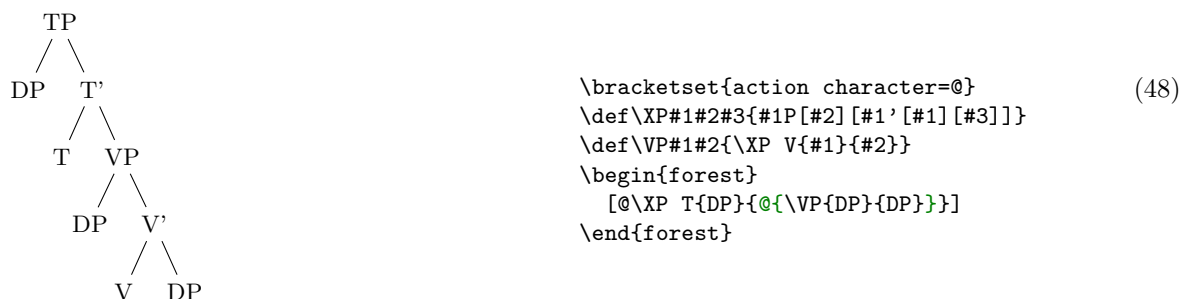 TP
DP T'
T VP
DP V'
V DP
\bracketset{action character=@}
\def\XP#1#2#3{#1P[#2][#1'[#1][#3]]}
\def\VP#1#2{\XP V{#1}{#2}}
\begin{forest}
[@\XP T{DP}{@{\VP{DP}{DP}}}]
\end{forest}
(48)